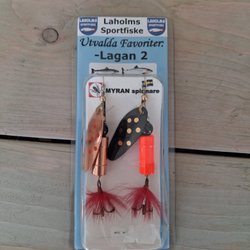 Laholms
Sportfiske
Utvalda Favoriter:
-Lagan 2
MYRAN spinnare